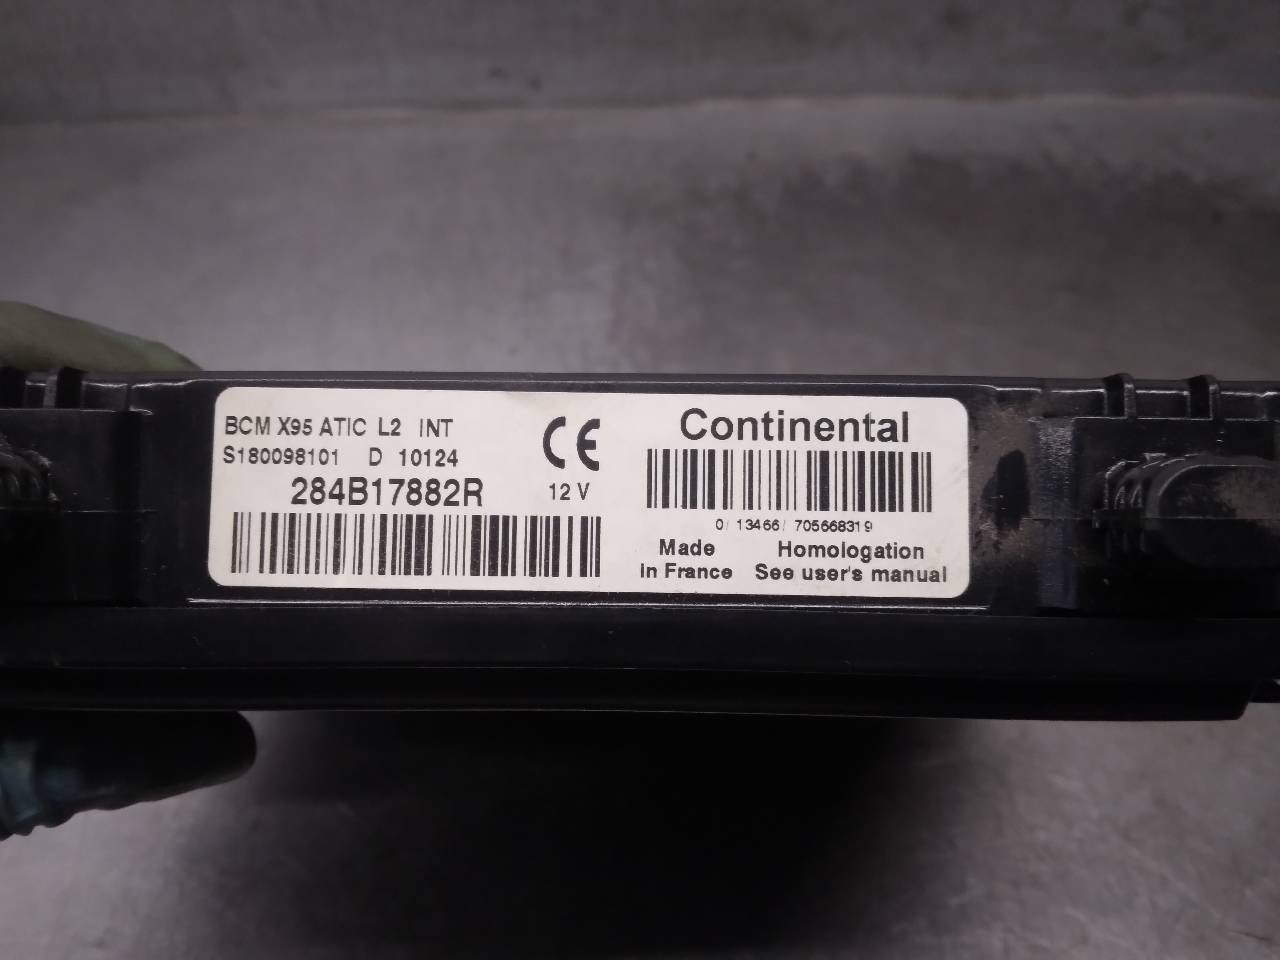 BCM X95 ATIC L2 INT
S180098101 D 10124
284B17882R
CE
12 V
Continental
0/ 13466/ 705668319
Made in France
Homologation See user's manual